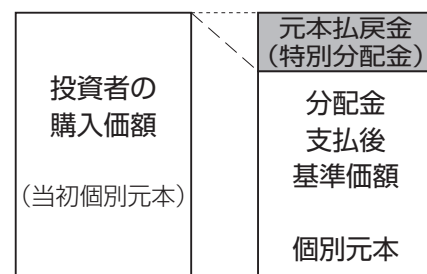 投資者の
購入価額
（当初個別元本）
元本払戻金
（特別分配金）
分配金
支払後
基準価額
個別元本